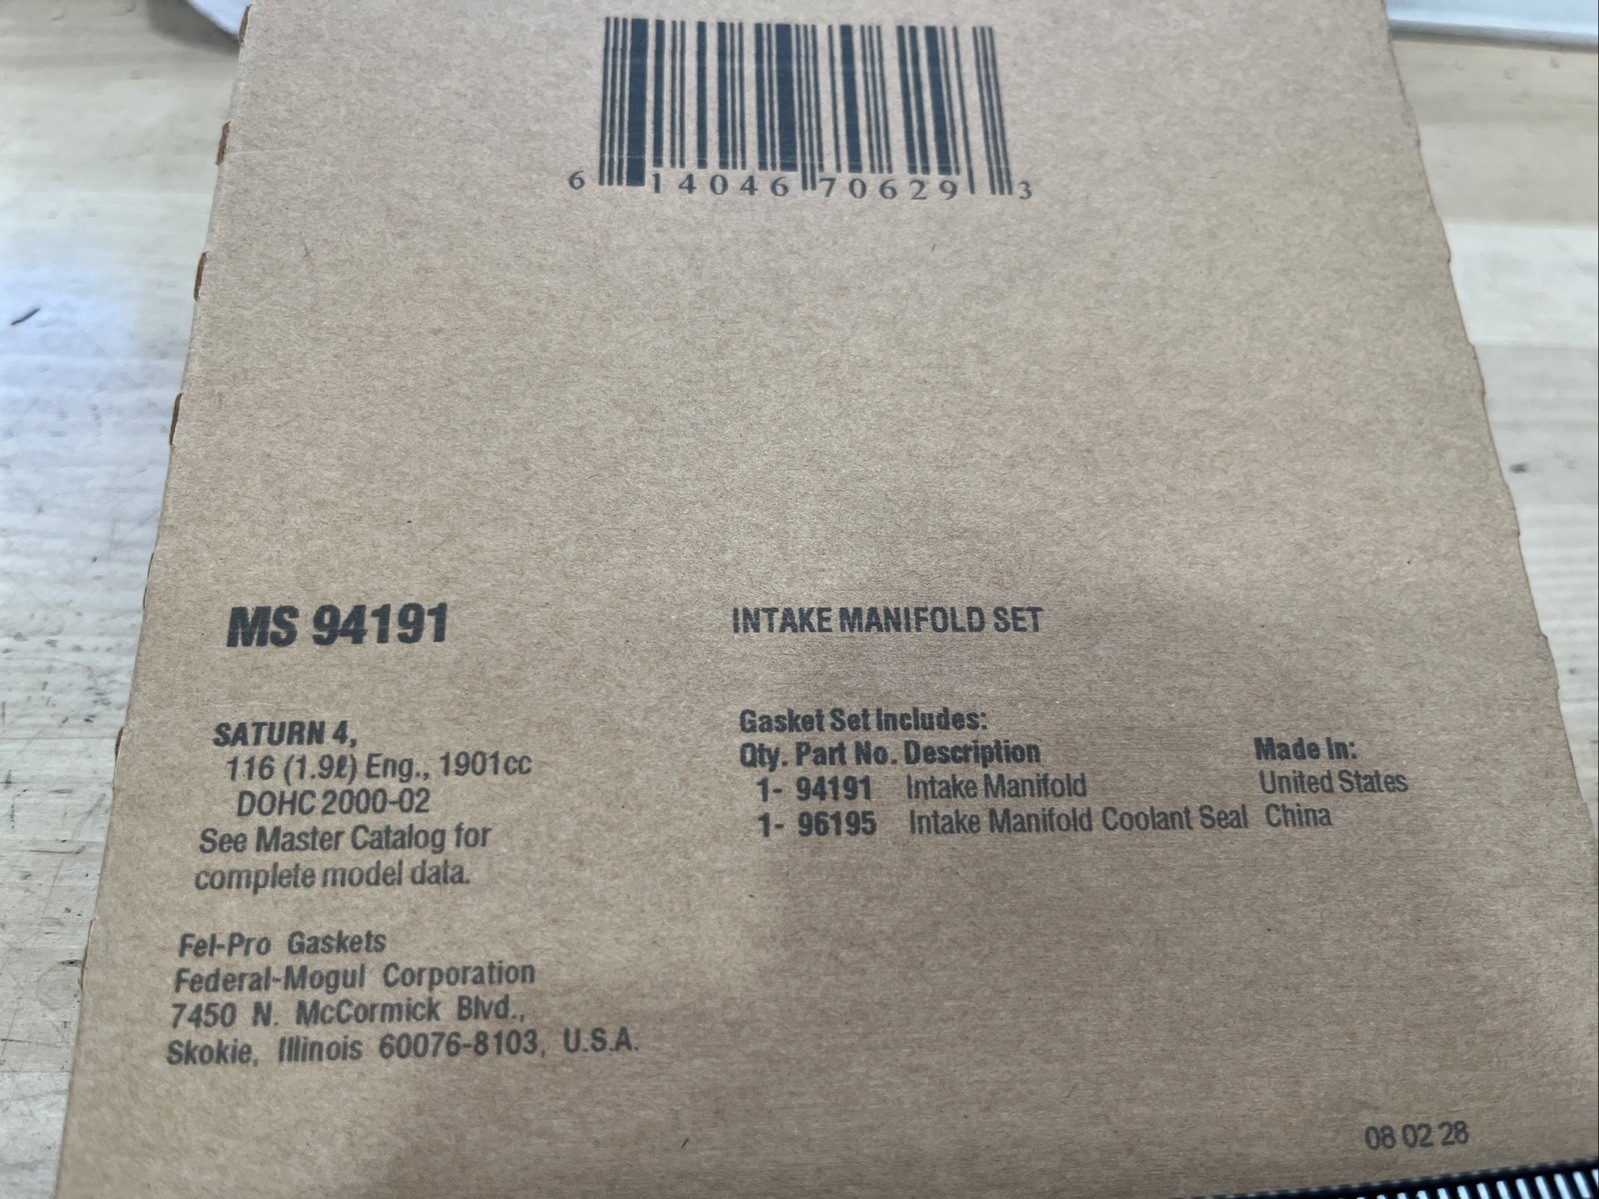 6 14046 70629 3
MS 94191
INTAKE MANIFOLD SET
SATURN 4,
116 (1.9ℓ) Eng., 1901cc
DOHC 2000-02
See Master Catalog for
complete model data.
Gasket Set Includes:
Qty. Part No. Description Made In:
1- 94191 Intake Manifold United States
1- 96195 Intake Manifold Coolant Seal China
Fel-Pro Gaskets
Federal-Mogul Corporation
7450 N. McCormick Blvd.,
Skokie, Illinois 60076-8103, U.S.A.
08 02 28